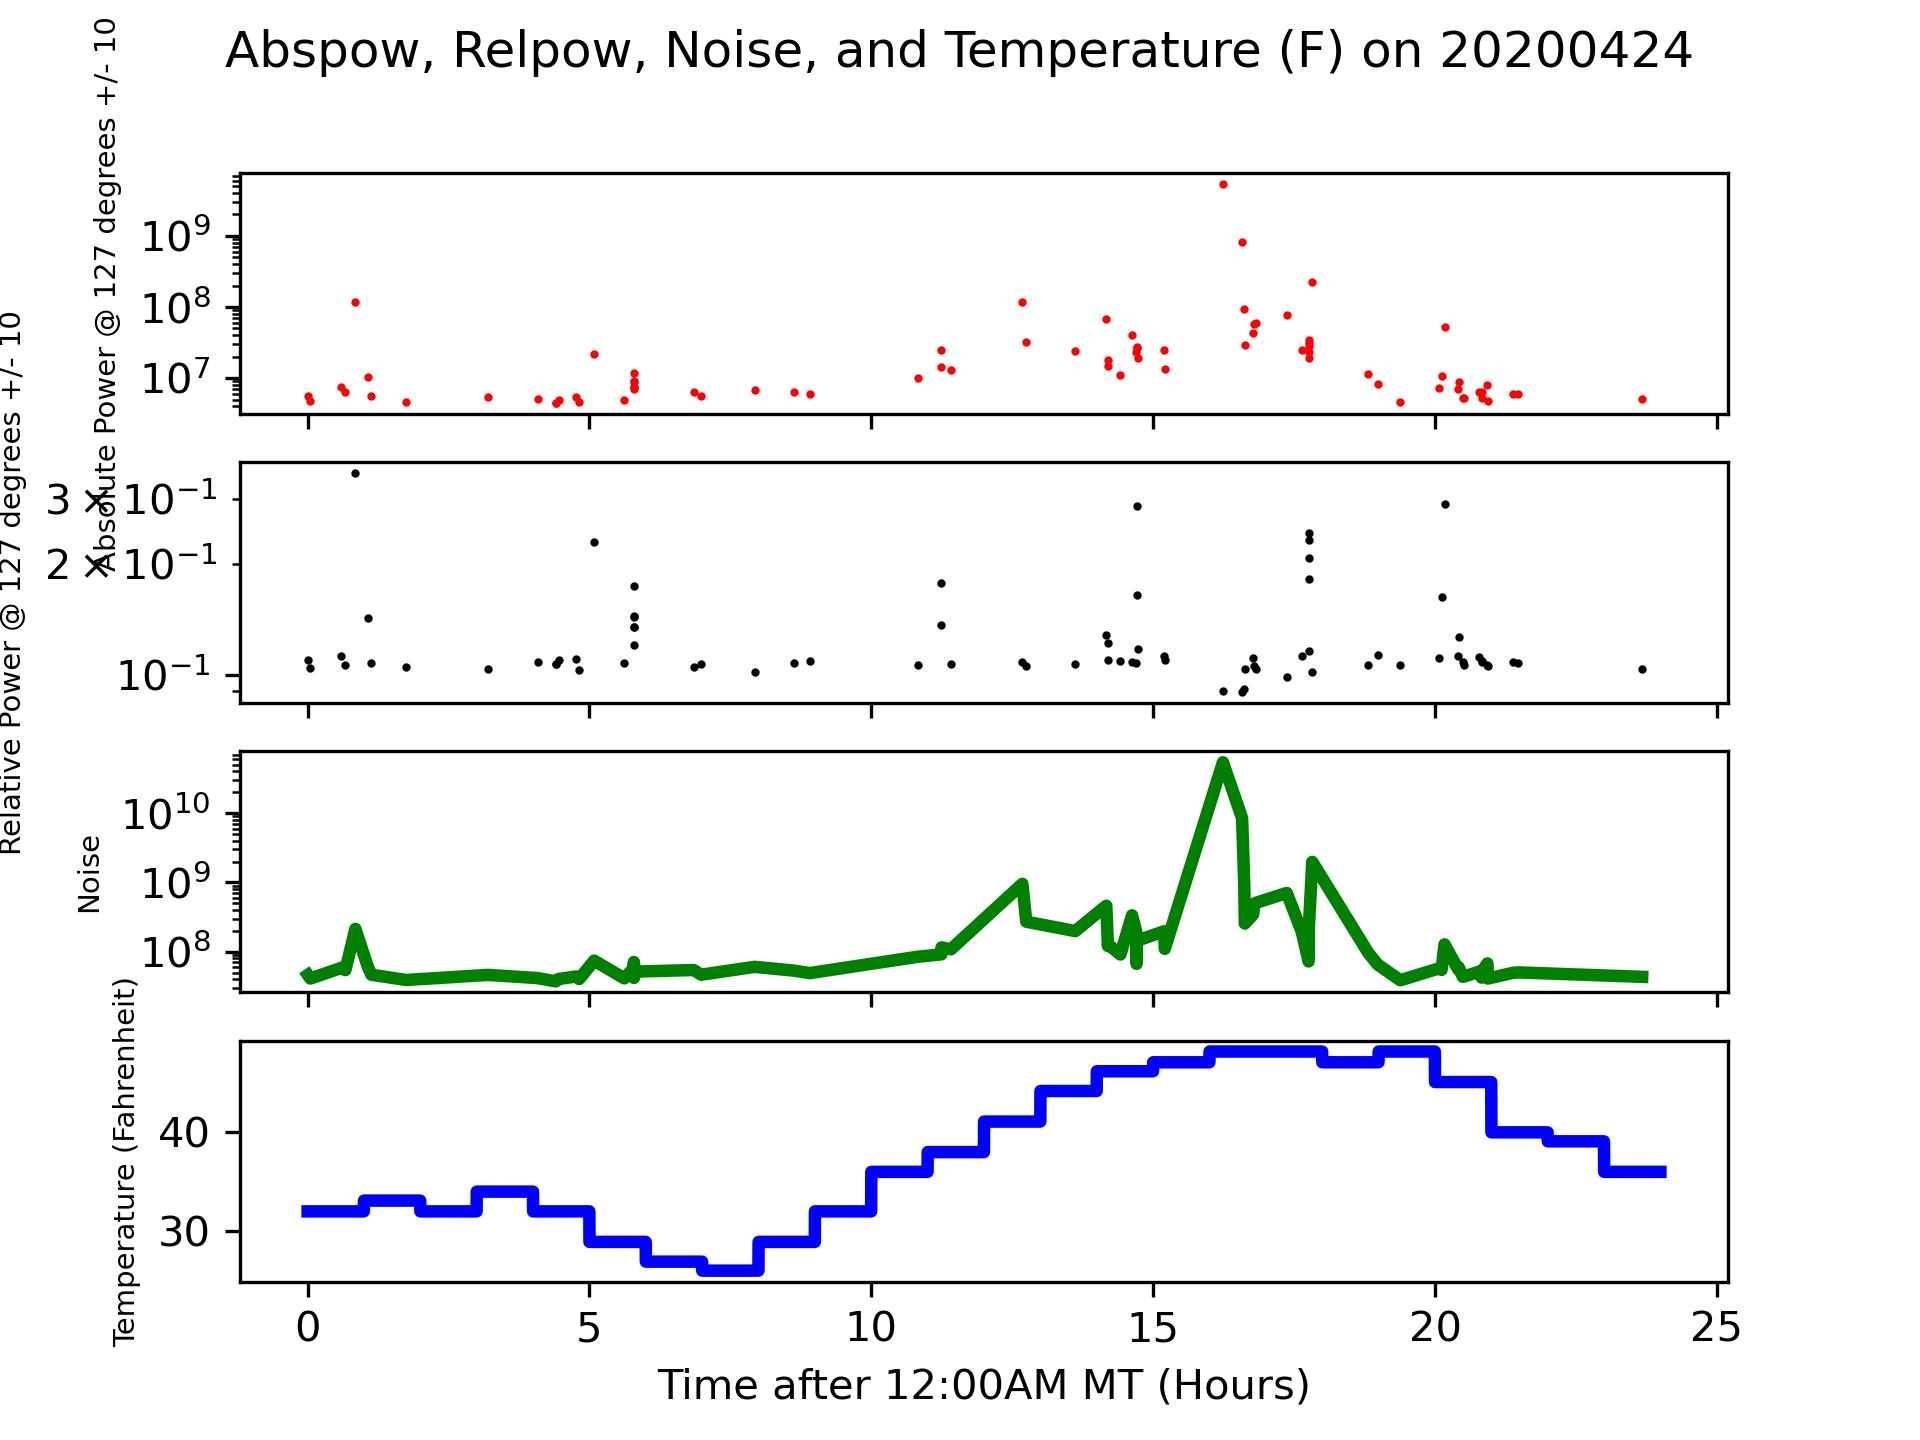 Abspow, Relpow, Noise, and Temperature (F) on 20200424
Absolute Power @ 127 degrees +/- 10
10⁹
10⁸
10⁷
Relative Power @ 127 degrees +/- 10
3 × 10⁻¹
2 × 10⁻¹
10⁻¹
Noise
10¹⁰
10⁹
10⁸
Temperature (Fahrenheit)
40
30
0 5 10 15 20 25
Time after 12:00AM MT (Hours)